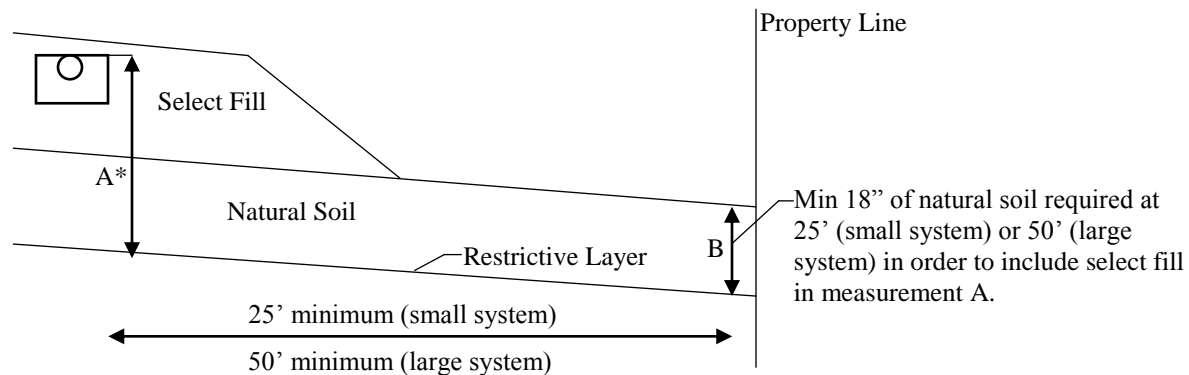 Property Line
Select Fill
A*
Natural Soil
Min 18” of natural soil required at
25’ (small system) or 50’ (large
system) in order to include select fill
in measurement A.
B
Restrictive Layer
25’ minimum (small system)
50’ minimum (large system)